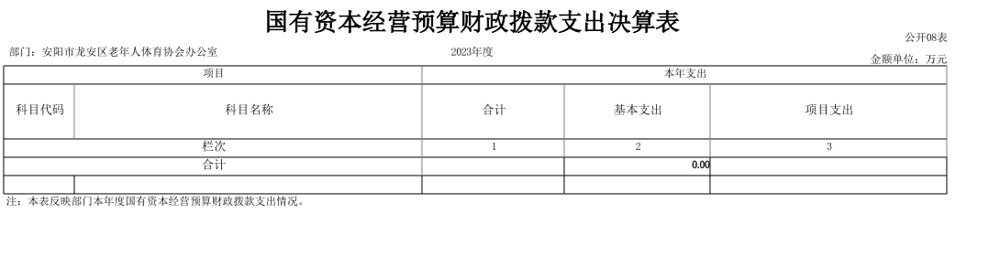 国有资本经营预算财政拨款支出决算表
公开08表
部门：安阳市龙安区老年人体育协会办公室 2023年度 金额单位：万元
项目 本年支出
科目代码 科目名称 合计 基本支出 项目支出
栏次 1 2 3
合计 0.00
注：本表反映部门本年度国有资本经营预算财政拨款支出情况。